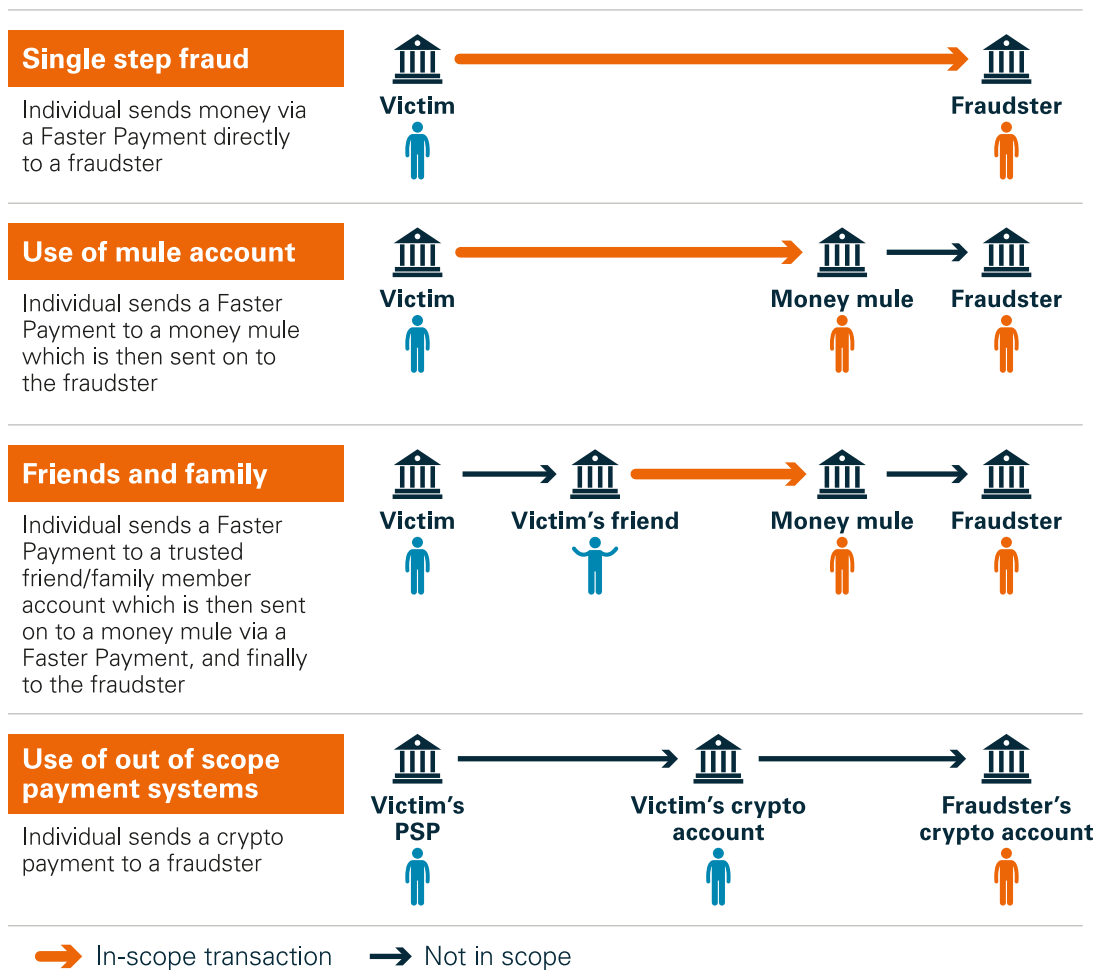 Single step fraud
Individual sends money via
a Faster Payment directly
to a fraudster
Victim
Fraudster
Use of mule account
Individual sends a Faster
Payment to a money mule
which is then sent on to
the fraudster
Victim
Money mule
Fraudster
Friends and family
Individual sends a Faster
Payment to a trusted
friend/family member
account which is then sent
on to a money mule via a
Faster Payment, and finally
to the fraudster
Victim
Victim's friend
Money mule
Fraudster
Use of out of scope
payment systems
Individual sends a crypto
payment to a fraudster
Victim's
PSP
Victim's crypto
account
Fraudster's
crypto account
In-scope transaction
Not in scope